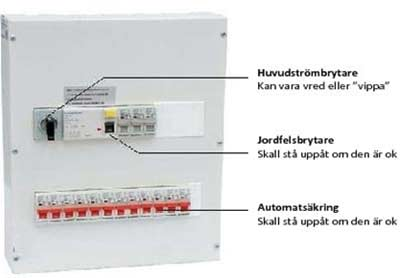 Huvudströmbrytare
Kan vara vred eller "vippa"
Jordfelsbrytare
Skall stå uppåt om den är ok
Automatsäkring
Skall stå uppåt om den är ok